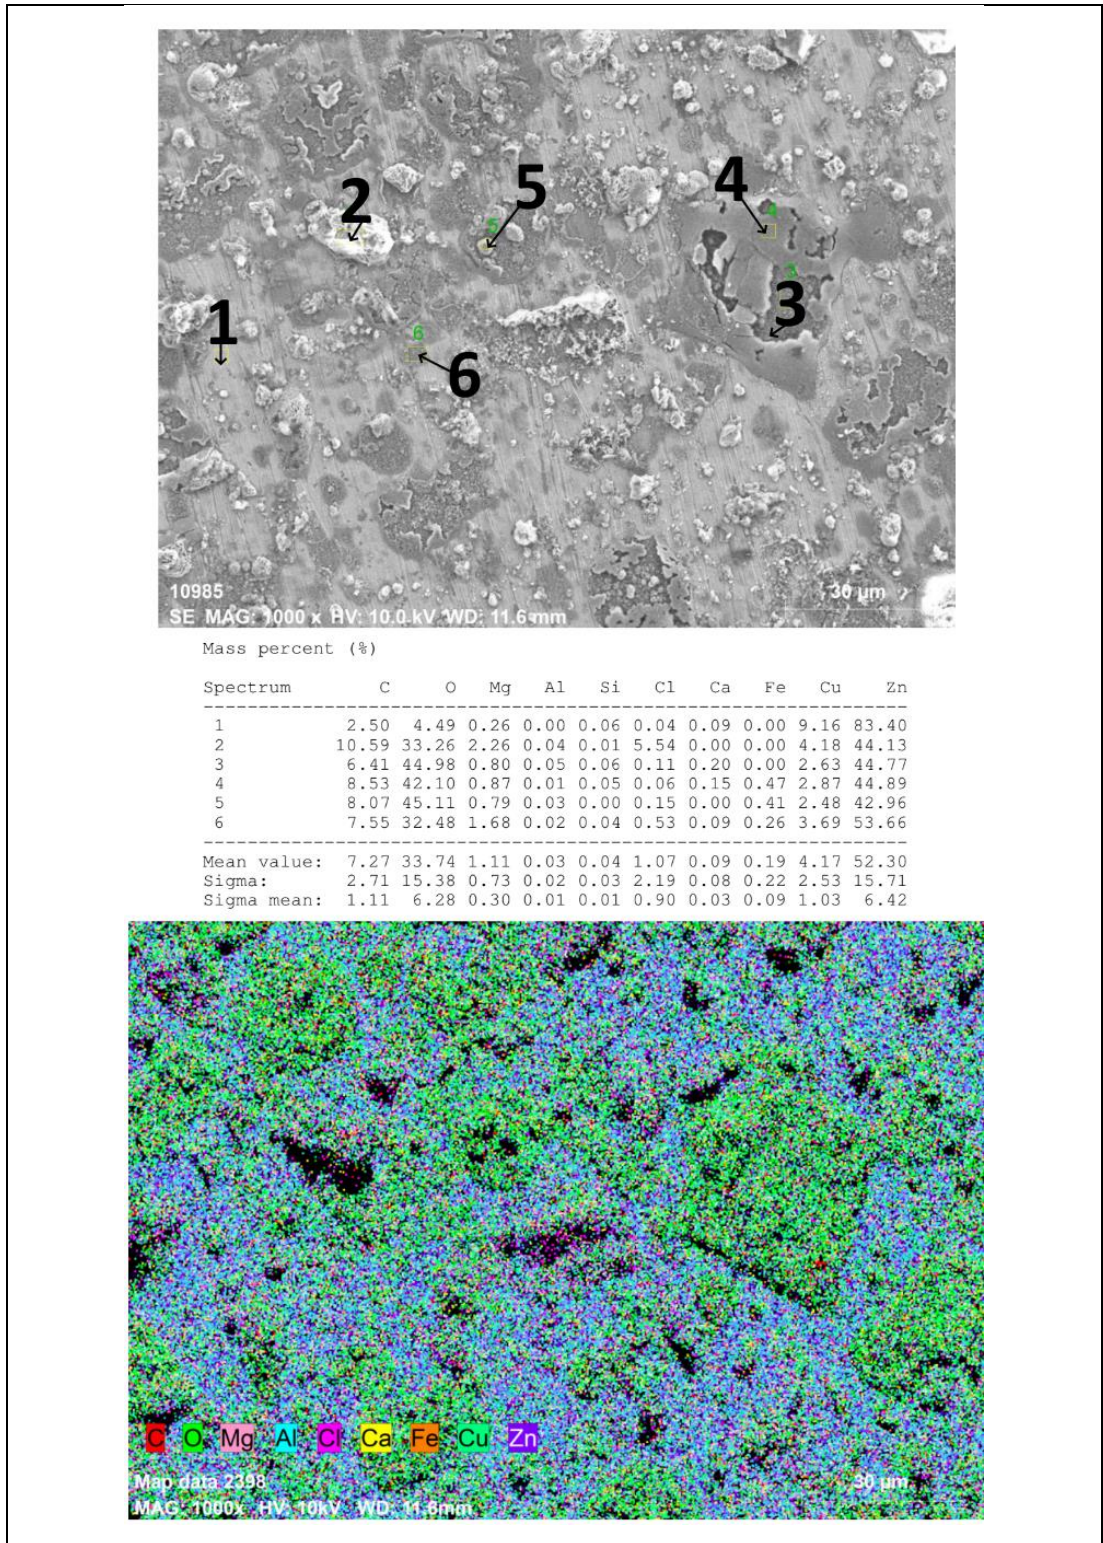 2
5
4
4
5
3
3
1
6
6
10985
30 µm
SE MAG: 1000 x HV: 10.0 kV WD: 11.6 mm
Mass percent (%)
Spectrum C O Mg Al Si Cl Ca Fe Cu Zn
1 2.50 4.49 0.26 0.00 0.06 0.04 0.09 0.00 9.16 83.40
2 10.59 33.26 2.26 0.04 0.01 5.54 0.00 0.00 4.18 44.13
3 6.41 44.98 0.80 0.05 0.06 0.11 0.20 0.00 2.63 44.77
4 8.53 42.10 0.87 0.01 0.05 0.06 0.15 0.47 2.87 44.89
5 8.07 45.11 0.79 0.03 0.00 0.15 0.00 0.41 2.48 42.96
6 7.55 32.48 1.68 0.02 0.04 0.53 0.09 0.26 3.69 53.66
Mean value: 7.27 33.74 1.11 0.03 0.04 1.07 0.09 0.19 4.17 52.30
Sigma: 2.71 15.38 0.73 0.02 0.03 2.19 0.08 0.22 2.53 15.71
Sigma mean: 1.11 6.28 0.30 0.01 0.01 0.90 0.03 0.09 1.03 6.42
C O Mg Al Cl Ca Fe Cu Zn
Map data 2398
30 µm
MAG: 1000x HV: 10kV WD: 11.6mm